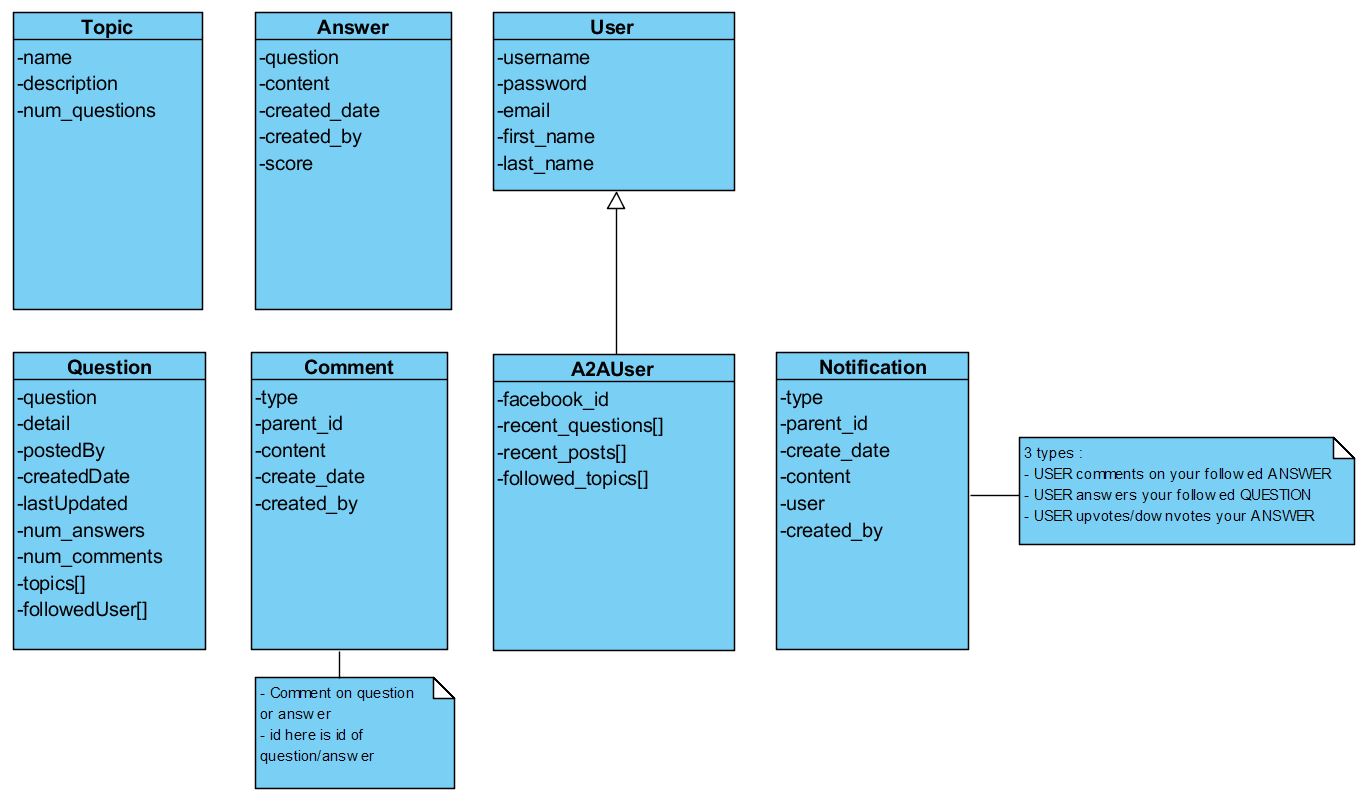 Topic
-name
-description
-num_questions
Answer
-question
-content
-created_date
-created_by
-score
User
-username
-password
-email
-first_name
-last_name
Question
-question
-detail
-postedBy
-createdDate
-lastUpdated
-num_answers
-num_comments
-topics[]
-followedUser[]
Comment
-type
-parent_id
-content
-create_date
-created_by
A2AUser
-facebook_id
-recent_questions[]
-recent_posts[]
-followed_topics[]
Notification
-type
-parent_id
-create_date
-content
-user
-created_by
3 types :
- USER comments on your followed ANSWER
- USER answers your followed QUESTION
- USER upvotes/downvotes your ANSWER
- Comment on question
or answer
- id here is id of
question/answer